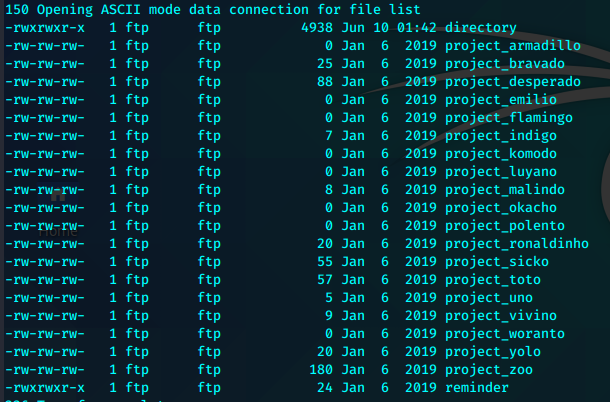 150 Opening ASCII mode data connection for file list
-rwxrwxr-x   1 ftp      ftp          4938 Jun 10 01:42 directory
-rw-rw-rw-   1 ftp      ftp             0 Jan  6  2019 project_armadillo
-rw-rw-rw-   1 ftp      ftp            25 Jan  6  2019 project_bravado
-rw-rw-rw-   1 ftp      ftp            88 Jan  6  2019 project_desperado
-rw-rw-rw-   1 ftp      ftp             0 Jan  6  2019 project_emilio
-rw-rw-rw-   1 ftp      ftp             0 Jan  6  2019 project_flamingo
-rw-rw-rw-   1 ftp      ftp             7 Jan  6  2019 project_indigo
-rw-rw-rw-   1 ftp      ftp             0 Jan  6  2019 project_komodo
-rw-rw-rw-   1 ftp      ftp             0 Jan  6  2019 project_luyano
-rw-rw-rw-   1 ftp      ftp             8 Jan  6  2019 project_malindo
-rw-rw-rw-   1 ftp      ftp             0 Jan  6  2019 project_okacho
-rw-rw-rw-   1 ftp      ftp             0 Jan  6  2019 project_polento
-rw-rw-rw-   1 ftp      ftp            20 Jan  6  2019 project_ronaldinho
-rw-rw-rw-   1 ftp      ftp            55 Jan  6  2019 project_sicko
-rw-rw-rw-   1 ftp      ftp            57 Jan  6  2019 project_toto
-rw-rw-rw-   1 ftp      ftp             5 Jan  6  2019 project_uno
-rw-rw-rw-   1 ftp      ftp             9 Jan  6  2019 project_vivino
-rw-rw-rw-   1 ftp      ftp             0 Jan  6  2019 project_woranto
-rw-rw-rw-   1 ftp      ftp            20 Jan  6  2019 project_yolo
-rw-rw-rw-   1 ftp      ftp           180 Jan  6  2019 project_zoo
-rwxrwxr-x   1 ftp      ftp            24 Jan  6  2019 reminder